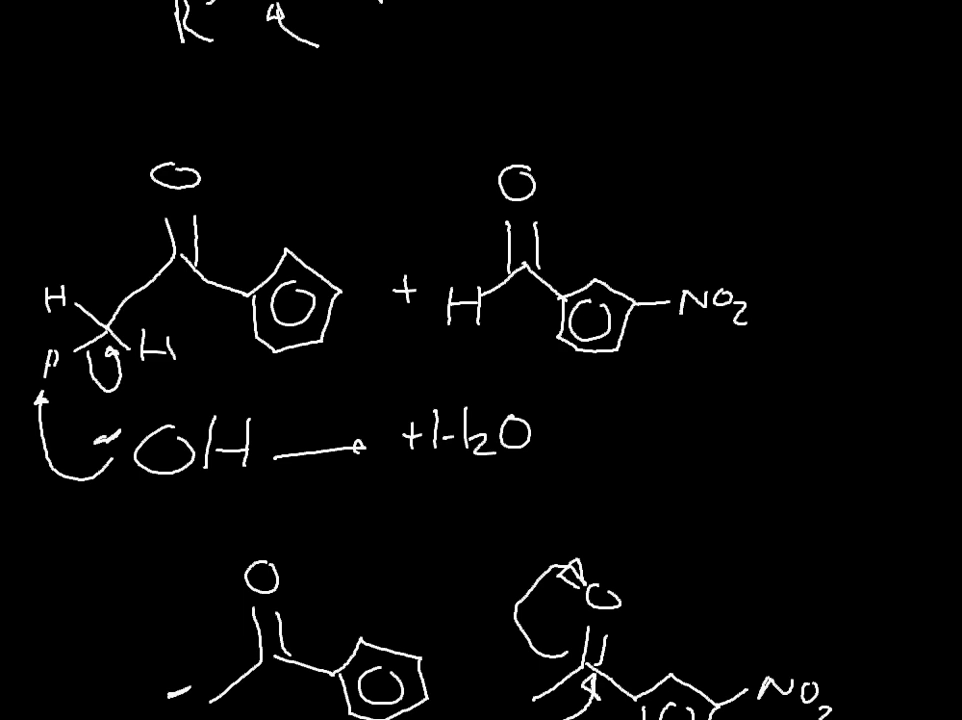 R
O O
H H + H NO2
-OH → +H2O
O O
- NO2